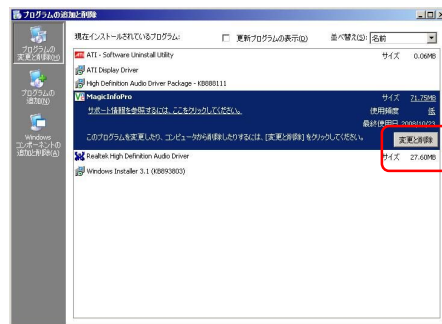 プログラムの追加と削除
プログラムの
変更と削除(H)
プログラムの
追加(N)
Windows
コンポーネントの
追加と削除(A)
現在インストールされているプログラム:
更新プログラムの表示(D)
並べ替え(S): 名前
ATI - Software Uninstall Utility
サイズ 0.06MB
ATI Display Driver
High Definition Audio Driver Package - KB888111
MagicInfoPro
サイズ 71.75MB
サポート情報を参照するには、ここをクリックしてください。
使用頻度 低
最終使用日 2008/10/23
このプログラムを変更したり、コンピュータから削除したりするには、[変更と削除] をクリックしてください。
変更と削除
Realtek High Definition Audio Driver
サイズ 27.60MB
Windows Installer 3.1 (KB893803)